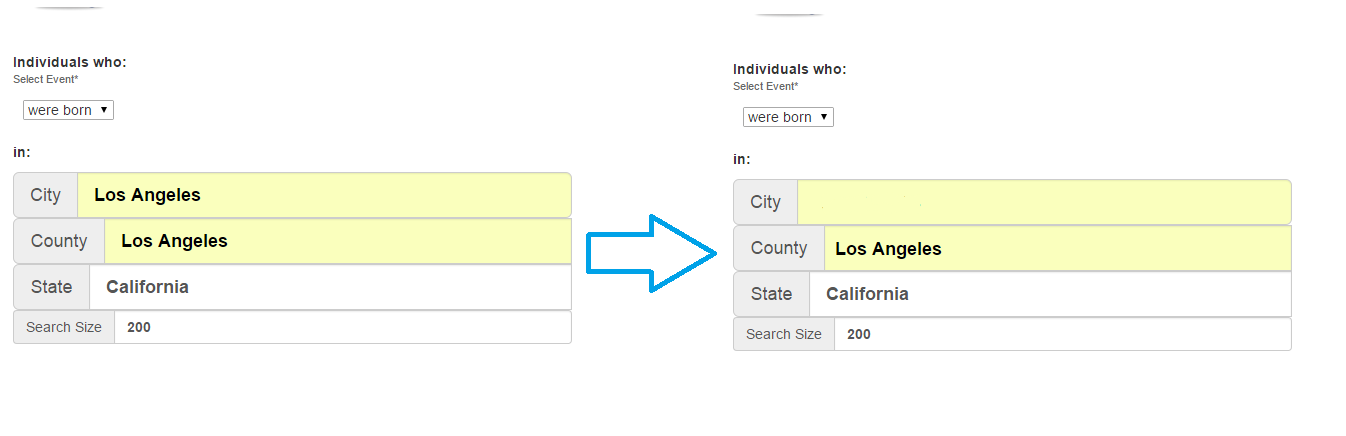 Individuals who:
Select Event*
were born
in:
City Los Angeles
County Los Angeles
State California
Search Size 200
Individuals who:
Select Event*
were born
in:
City
County Los Angeles
State California
Search Size 200